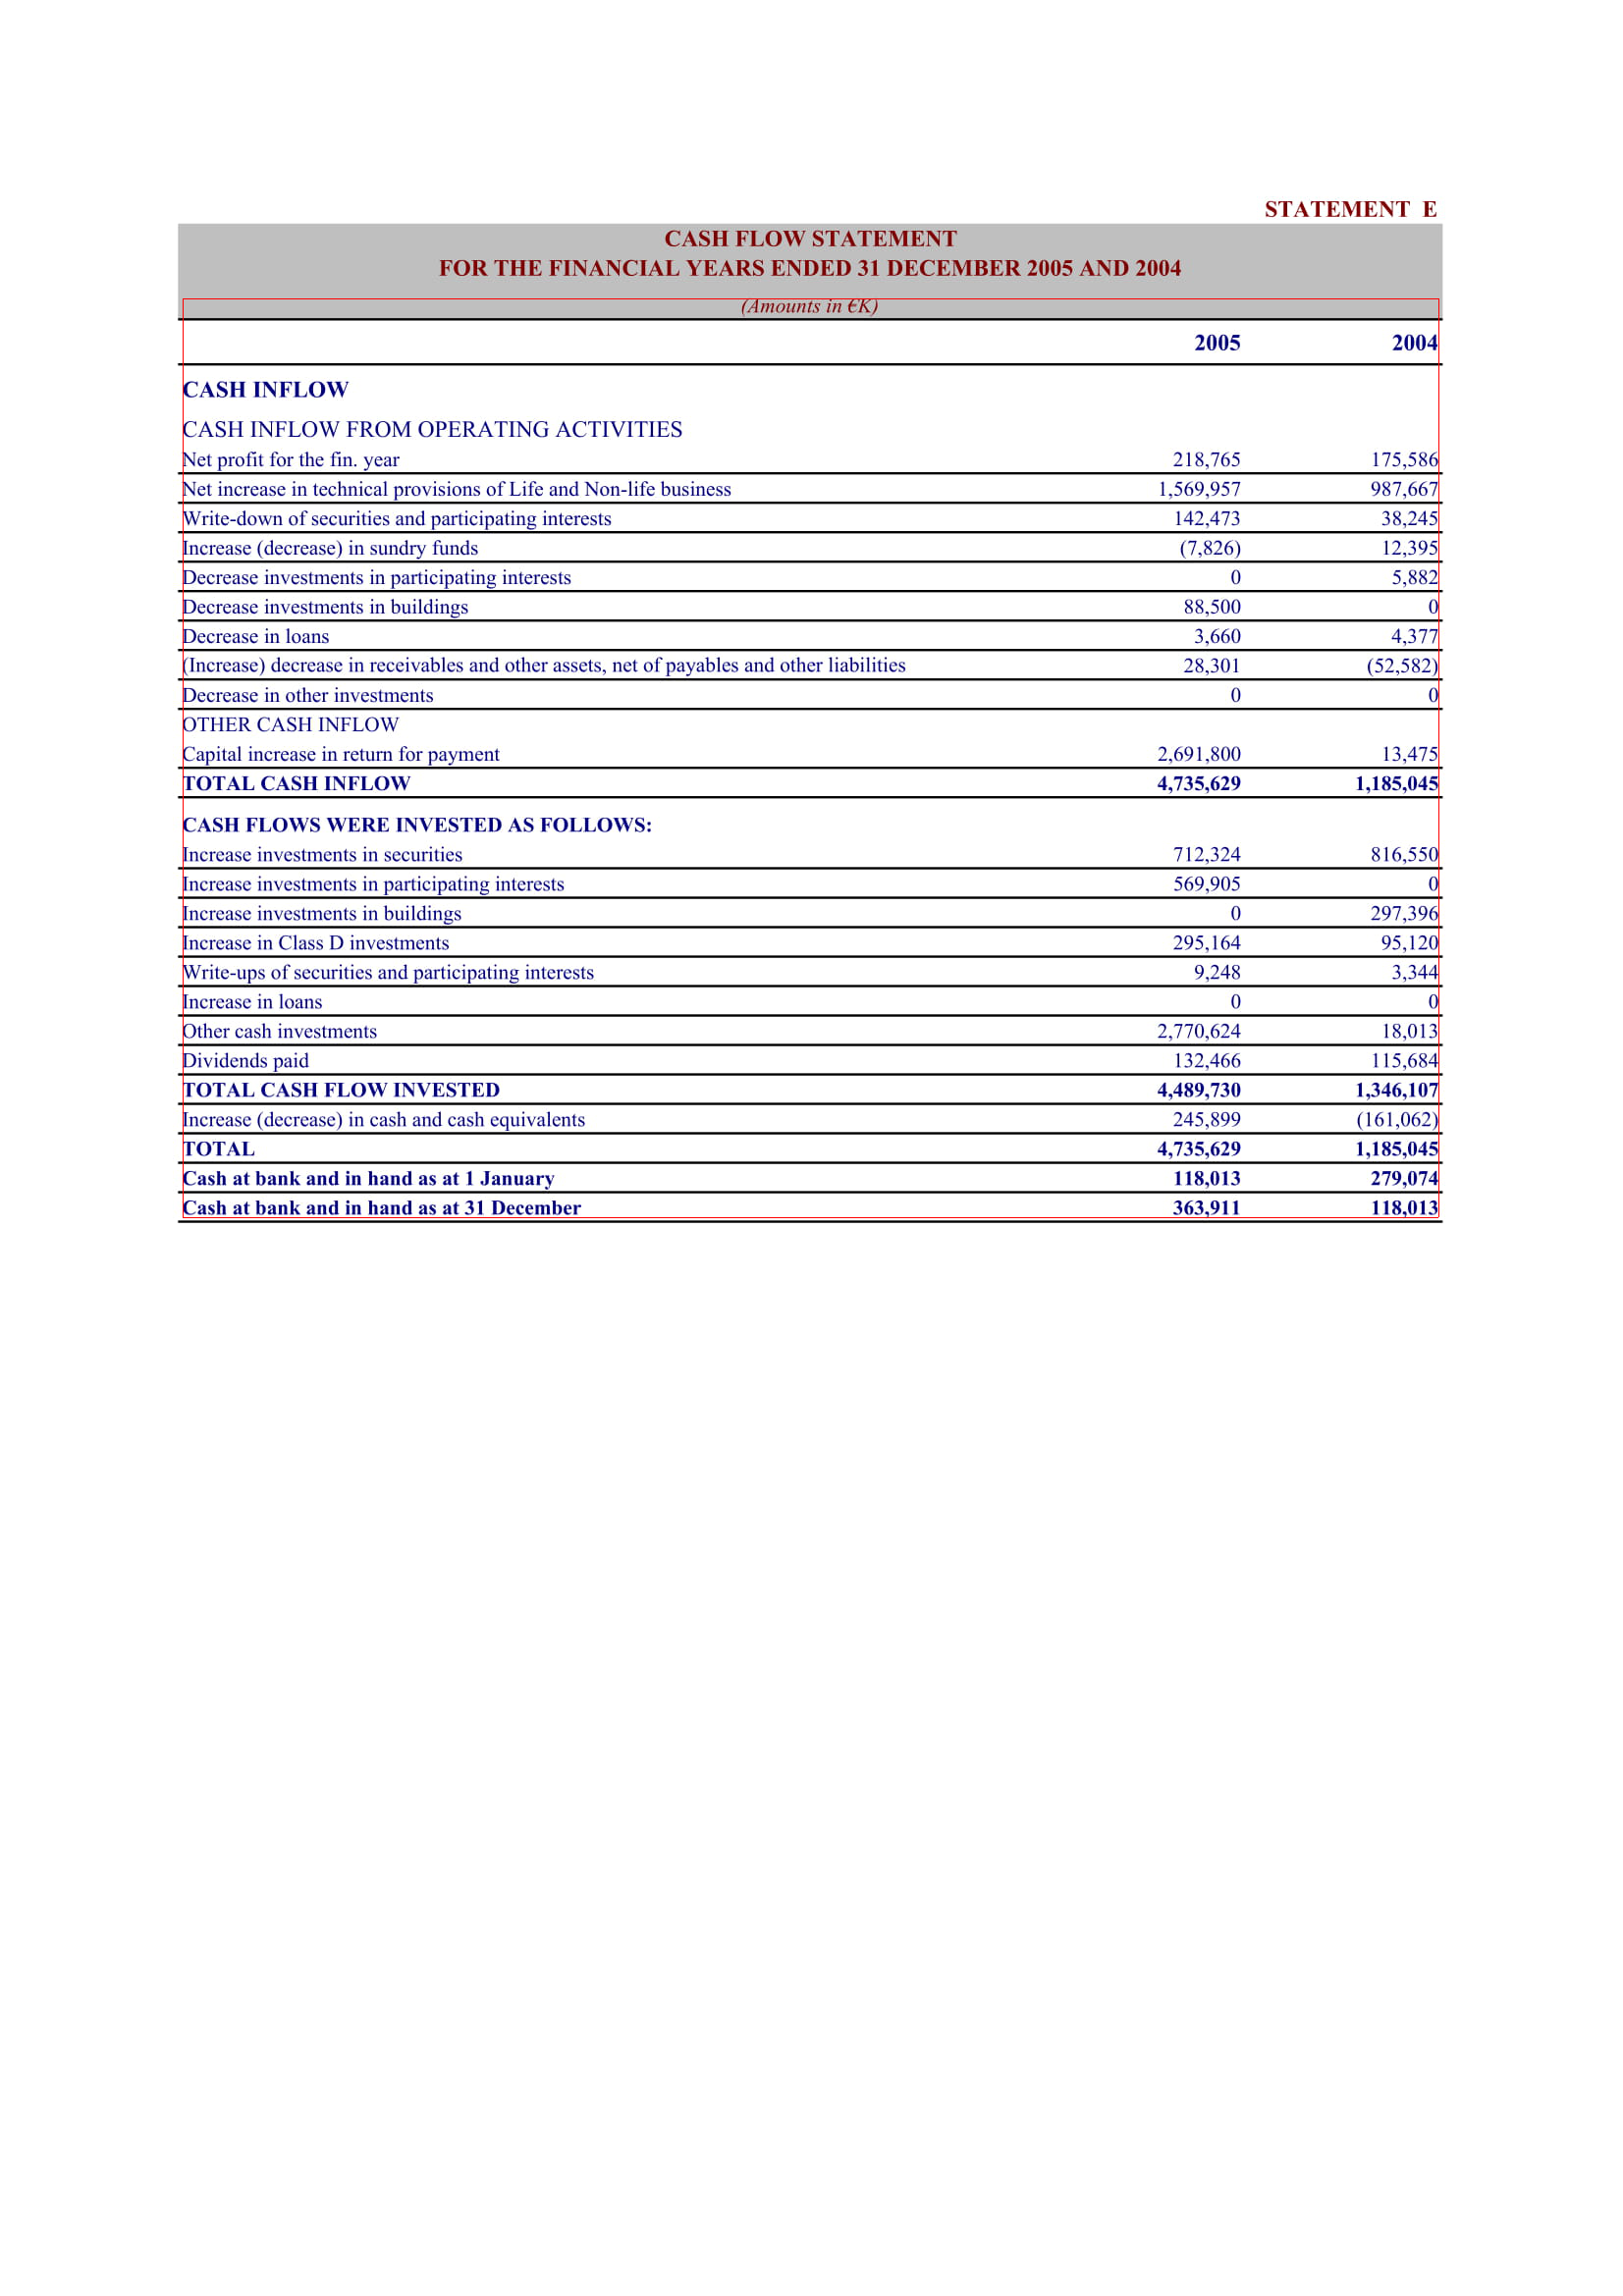 STATEMENT E
CASH FLOW STATEMENT
FOR THE FINANCIAL YEARS ENDED 31 DECEMBER 2005 AND 2004
(Amounts in €K)
2005 2004
CASH INFLOW
CASH INFLOW FROM OPERATING ACTIVITIES
Net profit for the fin. year 218,765 175,586
Net increase in technical provisions of Life and Non-life business 1,569,957 987,667
Write-down of securities and participating interests 142,473 38,245
Increase (decrease) in sundry funds (7,826) 12,395
Decrease investments in participating interests 0 5,882
Decrease investments in buildings 88,500 0
Decrease in loans 3,660 4,377
(Increase) decrease in receivables and other assets, net of payables and other liabilities 28,301 (52,582)
Decrease in other investments 0 0
OTHER CASH INFLOW
Capital increase in return for payment 2,691,800 13,475
TOTAL CASH INFLOW 4,735,629 1,185,045
CASH FLOWS WERE INVESTED AS FOLLOWS:
Increase investments in securities 712,324 816,550
Increase investments in participating interests 569,905 0
Increase investments in buildings 0 297,396
Increase in Class D investments 295,164 95,120
Write-ups of securities and participating interests 9,248 3,344
Increase in loans 0 0
Other cash investments 2,770,624 18,013
Dividends paid 132,466 115,684
TOTAL CASH FLOW INVESTED 4,489,730 1,346,107
Increase (decrease) in cash and cash equivalents 245,899 (161,062)
TOTAL 4,735,629 1,185,045
Cash at bank and in hand as at 1 January 118,013 279,074
Cash at bank and in hand as at 31 December 363,911 118,013